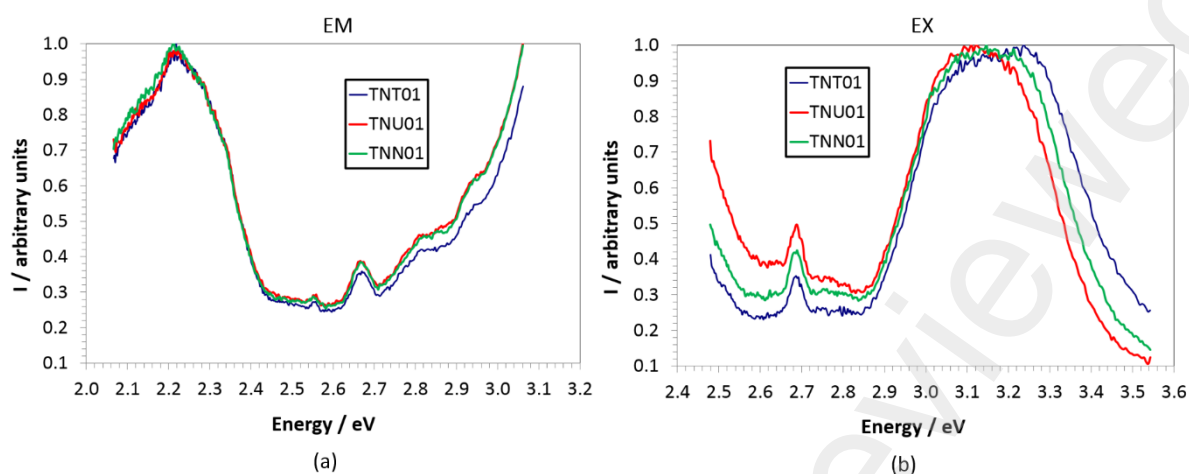 EM
1.0
0.9
0.8
0.7
0.6
0.5
0.4
0.3
0.2
0.1
I / arbitrary units
TNT01
TNU01
TNN01
2.0 2.1 2.2 2.3 2.4 2.5 2.6 2.7 2.8 2.9 3.0 3.1 3.2
Energy / eV
(a)
EX
1.0
0.9
0.8
0.7
0.6
0.5
0.4
0.3
0.2
0.1
I / arbitrary units
TNT01
TNU01
TNN01
2.4 2.5 2.6 2.7 2.8 2.9 3.0 3.1 3.2 3.3 3.4 3.5 3.6
Energy / eV
(b)
iewe